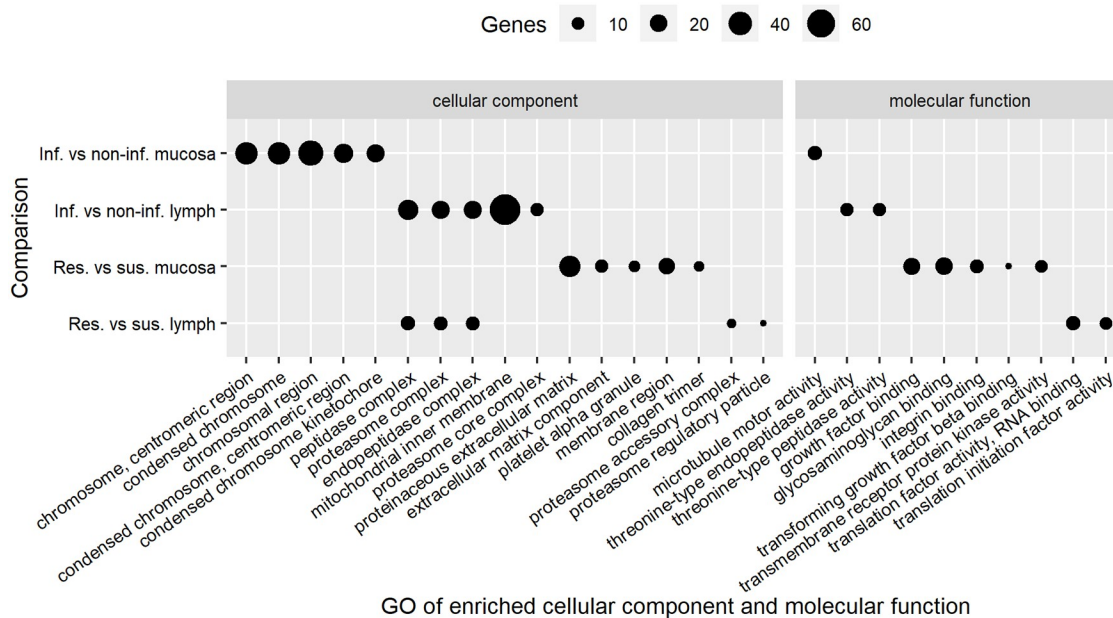 Genes 10 20 40 60
cellular component
molecular function
Comparison
Inf. vs non-inf. mucosa
Inf. vs non-inf. lymph
Res. vs sus. mucosa
Res. vs sus. lymph
chromosome, centromeric region
condensed chromosome
chromosomal region
condensed chromosome, centromeric region
condensed chromosome kinetochore
peptidase complex
proteasome complex
endopeptidase complex
mitochondrial inner membrane
proteasome core complex
proteinaceous extracellular matrix
extracellular matrix component
platelet alpha granule
membrane region
collagen trimer
proteasome accessory complex
proteasome regulatory particle
microtubule motor activity
threonine-type endopeptidase activity
threonine-type peptidase activity
growth factor binding
glycosaminoglycan binding
integrin binding
transforming growth factor beta binding
transmembrane receptor protein kinase activity
translation factor activity, RNA binding
translation initiation factor activity
GO of enriched cellular component and molecular function